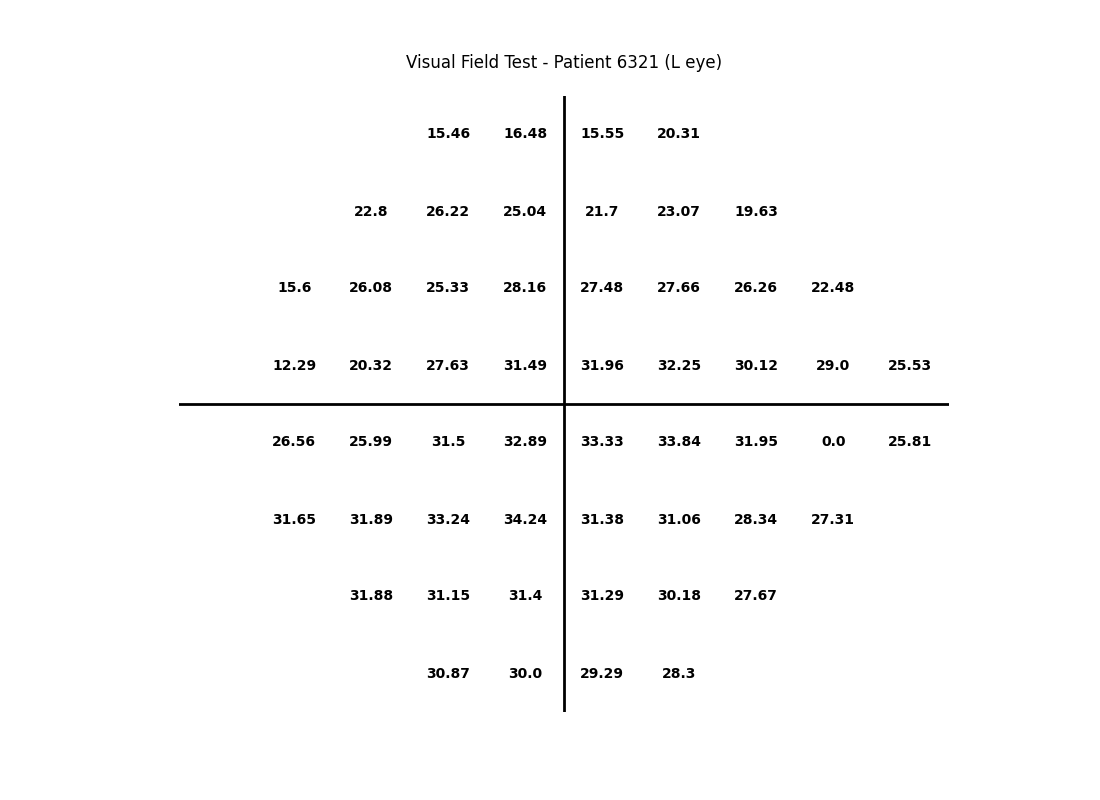 Visual Field Test - Patient 6321 (L eye)
15.46 16.48 15.55 20.31
22.8 26.22 25.04 21.7 23.07 19.63
15.6 26.08 25.33 28.16 27.48 27.66 26.26 22.48
12.29 20.32 27.63 31.49 31.96 32.25 30.12 29.0 25.53
26.56 25.99 31.5 32.89 33.33 33.84 31.95 0.0 25.81
31.65 31.89 33.24 34.24 31.38 31.06 28.34 27.31
31.88 31.15 31.4 31.29 30.18 27.67
30.87 30.0 29.29 28.3